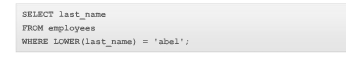 SELECT last_name
FROM employees
WHERE LOWER(last_name) = 'abel';